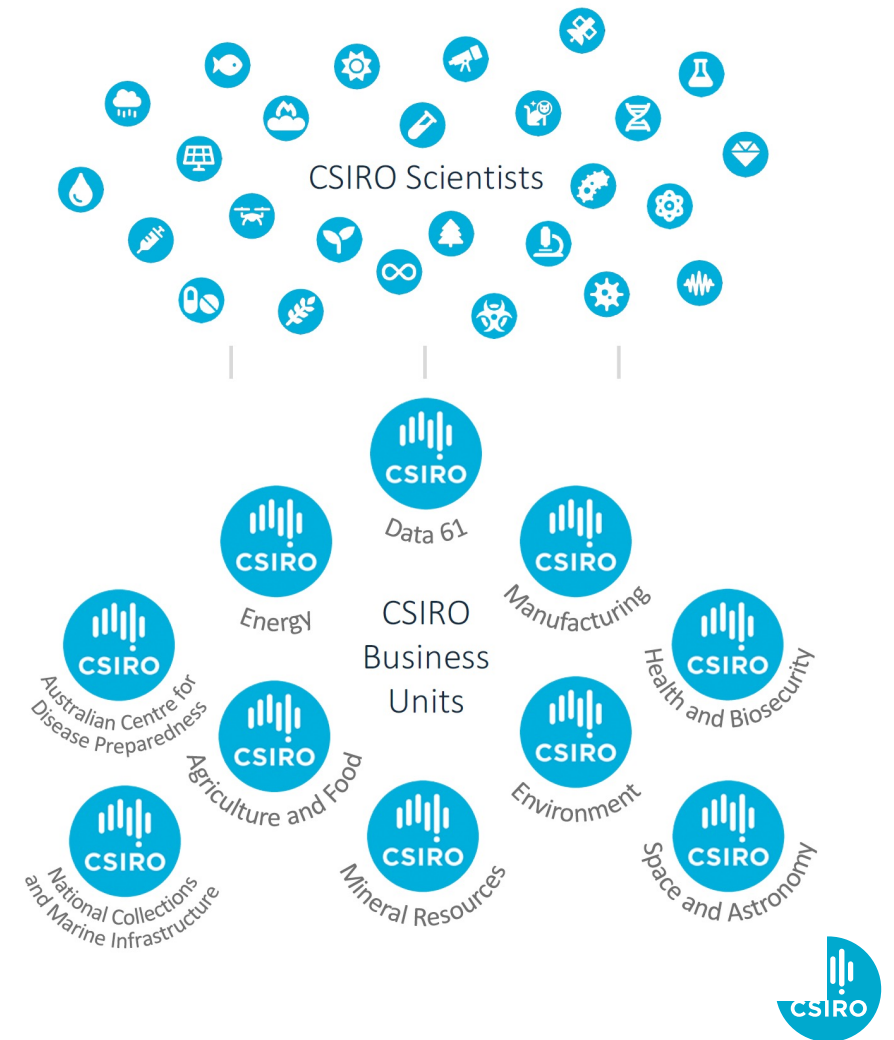 CSIRO Scientists
CSIRO
Data 61
CSIRO
Energy
CSIRO
Manufacturing
CSIRO
Business
Units
CSIRO
Australian Centre for
Disease Preparedness
CSIRO
Health and Biosecurity
CSIRO
Agriculture and Food
CSIRO
Environment
CSIRO
National Collections
and Marine Infrastructure
CSIRO
Mineral Resources
CSIRO
Space and Astronomy
CSIRO